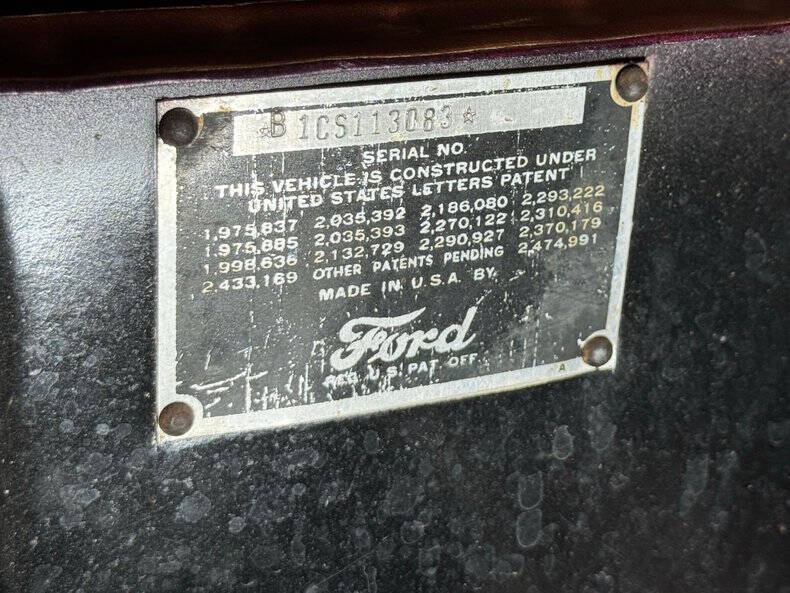 ☆B 1CS113083☆
SERIAL NO.
THIS VEHICLE IS CONSTRUCTED UNDER
UNITED STATES LETTERS PATENT
1,975,837 2,035,392 2,186,080 2,293,222
1,975,885 2,035,393 2,270,122 2,310,416
1,998,636 2,132,729 2,290,927 2,370,179
2,433,169 OTHER PATENTS PENDING 2,474,991
MADE IN U.S.A. BY
Ford
REG. U.S. PAT. OFF.
A